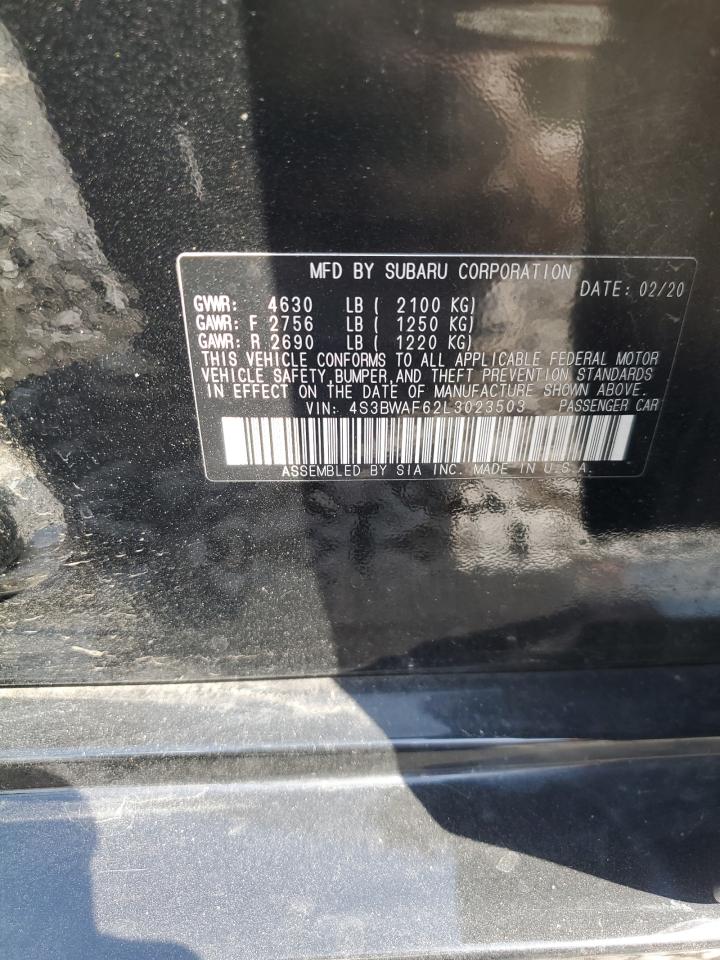 MFD BY SUBARU CORPORATION
DATE: 02/20
GVWR: 4630 LB ( 2100 KG)
GAWR: F 2756 LB ( 1250 KG)
GAWR: R 2690 LB ( 1220 KG)
THIS VEHICLE CONFORMS TO ALL APPLICABLE FEDERAL MOTOR
VEHICLE SAFETY,BUMPER,AND THEFT PREVENTION STANDARDS
IN EFFECT ON THE DATE OF MANUFACTURE SHOWN ABOVE.
VIN: 4S3BWAF62L3023503 PASSENGER CAR
ASSEMBLED BY SIA INC. MADE IN U.S.A.